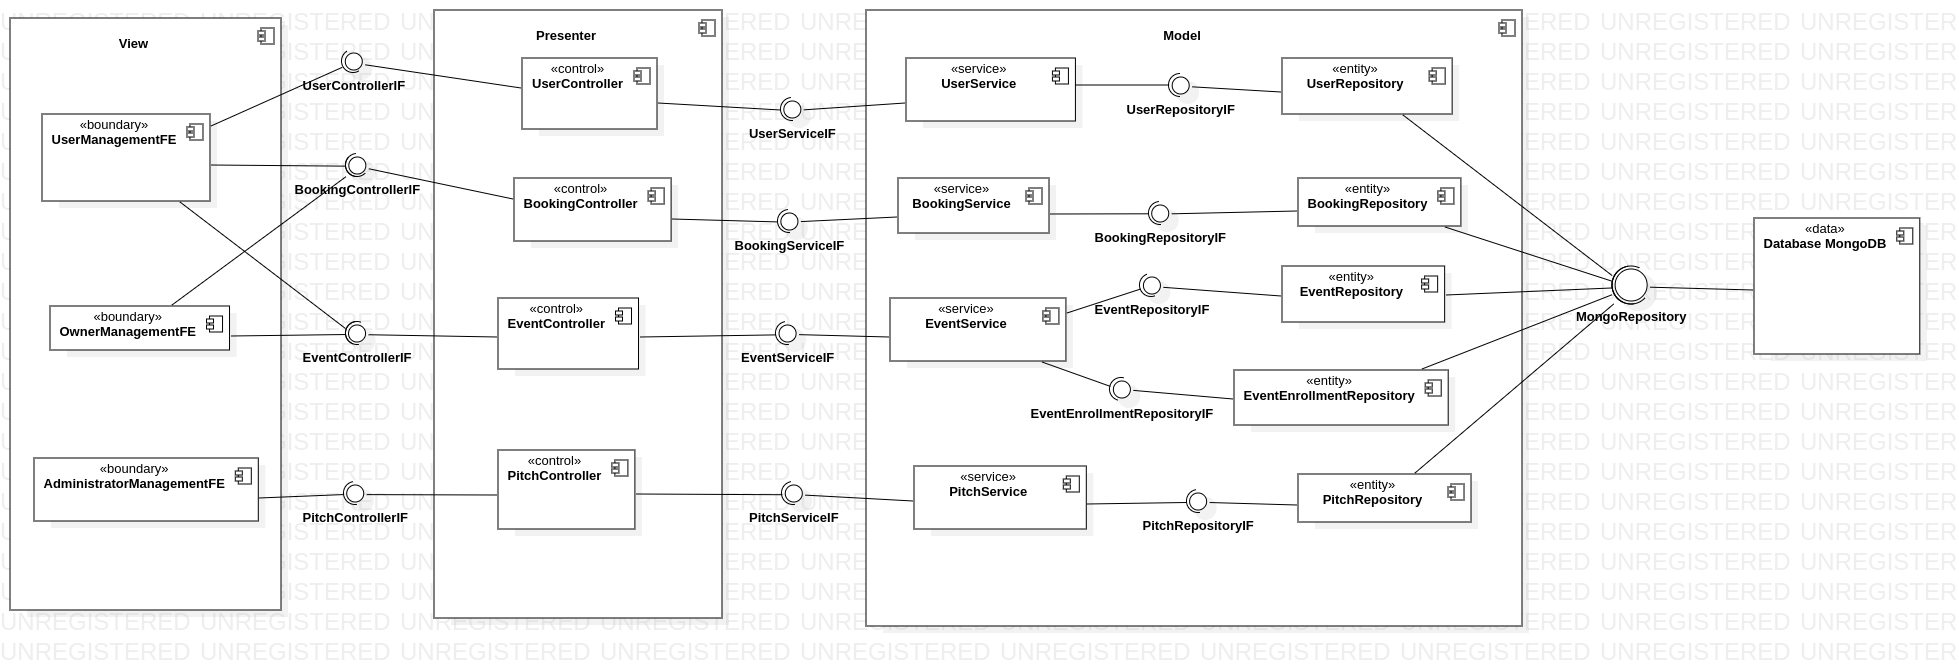 View
«boundary»
UserManagementFE
«boundary»
OwnerManagementFE
«boundary»
AdministratorManagementFE
UserControllerIF
BookingControllerIF
EventControllerIF
PitchControllerIF
Presenter
«control»
UserController
«control»
BookingController
«control»
EventController
«control»
PitchController
UserServiceIF
BookingServiceIF
EventServiceIF
PitchServiceIF
Model
«service»
UserService
«service»
BookingService
«service»
EventService
«service»
PitchService
UserRepositoryIF
BookingRepositoryIF
EventRepositoryIF
EventEnrollmentRepositoryIF
PitchRepositoryIF
«entity»
UserRepository
«entity»
BookingRepository
«entity»
EventRepository
«entity»
EventEnrollmentRepository
«entity»
PitchRepository
MongoRepository
«data»
Database MongoDB
UNREGISTERED UNREGISTERED UNREGISTERED UNREGISTERED UNREGISTERED UNREGISTERED UNREGISTERED UNREGISTERED UNREGISTERED